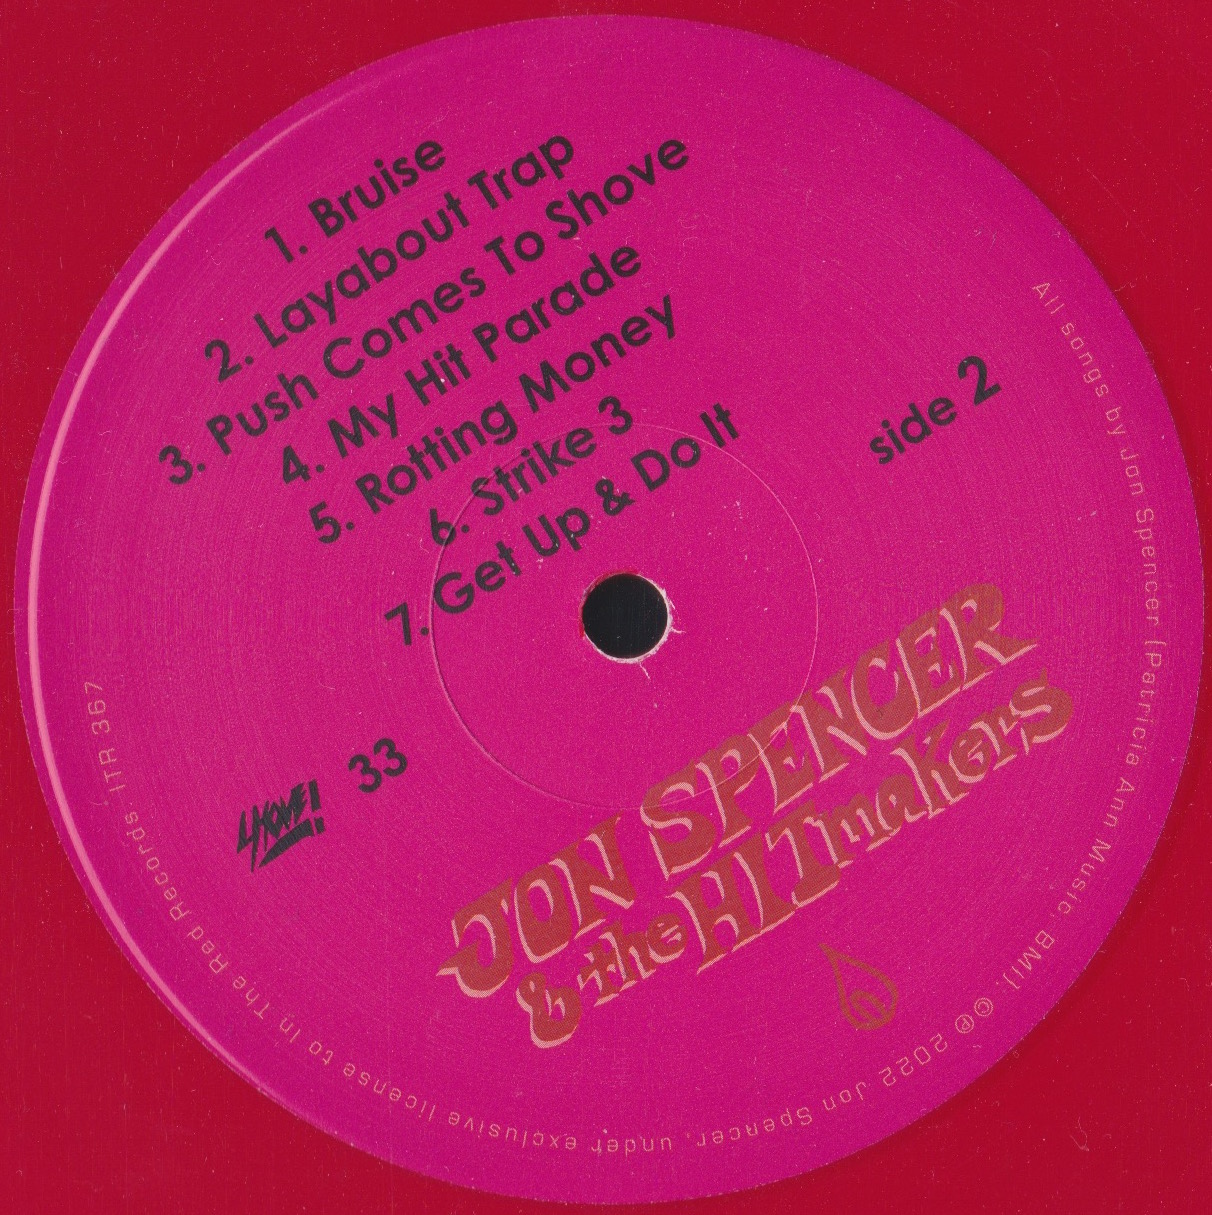 1. Bruise
2. Layabout Trap
3. Push Comes To Shove
4. My Hit Parade
5. Rotting Money
6. Strike 3
7. Get Up & Do It
side 2
33
JON SPENCER
& the HITmakers
All songs by Jon Spencer (Patricia Ann Music, BMI). ©℗ 2022 Jon Spencer, under exclusive license to In The Red Records ITR 367